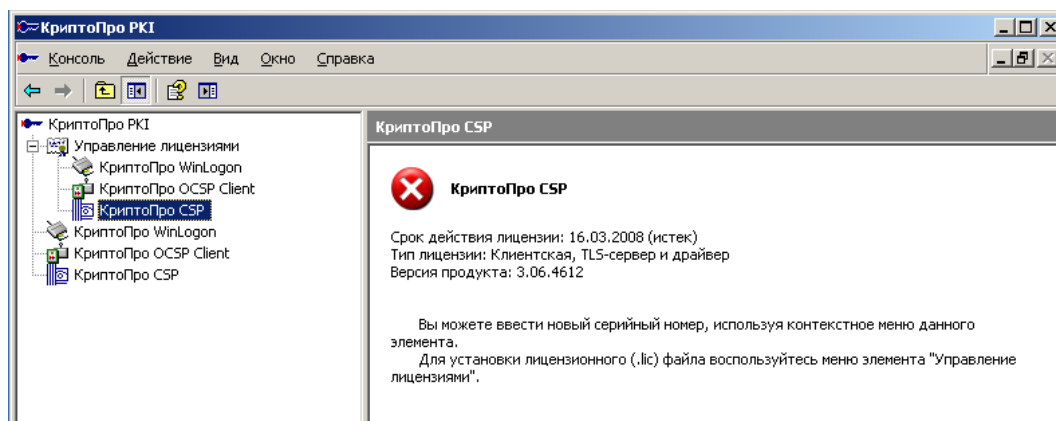 КриптоПро PKI
Консоль Действие Вид Окно Справка
КриптоПро PKI
Управление лицензиями
КриптоПро WinLogon
КриптоПро OCSP Client
КриптоПро CSP
КриптоПро WinLogon
КриптоПро OCSP Client
КриптоПро CSP
КриптоПро CSP
КриптоПро CSP
Срок действия лицензии: 16.03.2008 (истек)
Тип лицензии: Клиентская, TLS-сервер и драйвер
Версия продукта: 3.06.4612
Вы можете ввести новый серийный номер, используя контекстное меню данного
элемента.
Для установки лицензионного (.lic) файла воспользуйтесь меню элемента "Управление
лицензиями".